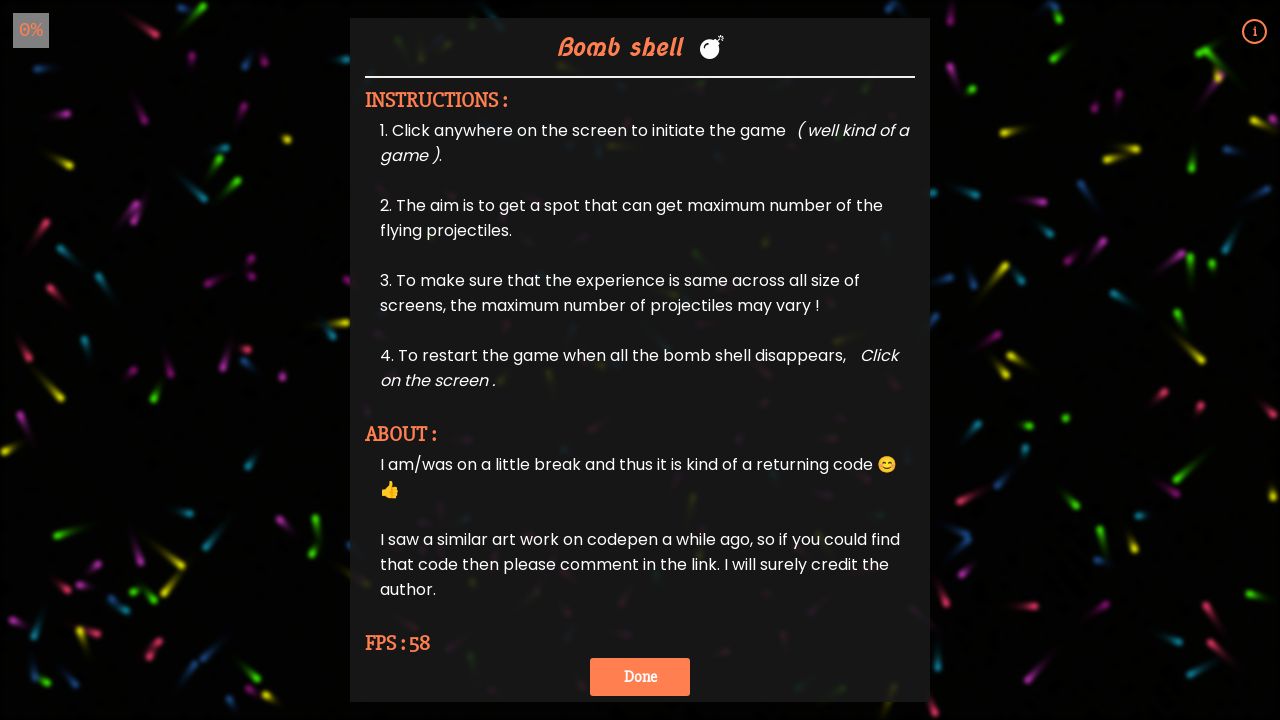 0%
i
Bomb shell 💣
INSTRUCTIONS :
1. Click anywhere on the screen to initiate the game ( well kind of a
game ).
2. The aim is to get a spot that can get maximum number of the
flying projectiles.
3. To make sure that the experience is same across all size of
screens, the maximum number of projectiles may vary !
4. To restart the game when all the bomb shell disappears, Click
on the screen .
ABOUT :
I am/was on a little break and thus it is kind of a returning code 😊
👍
I saw a similar art work on codepen a while ago, so if you could find
that code then please comment in the link. I will surely credit the
author.
FPS : 58
Done